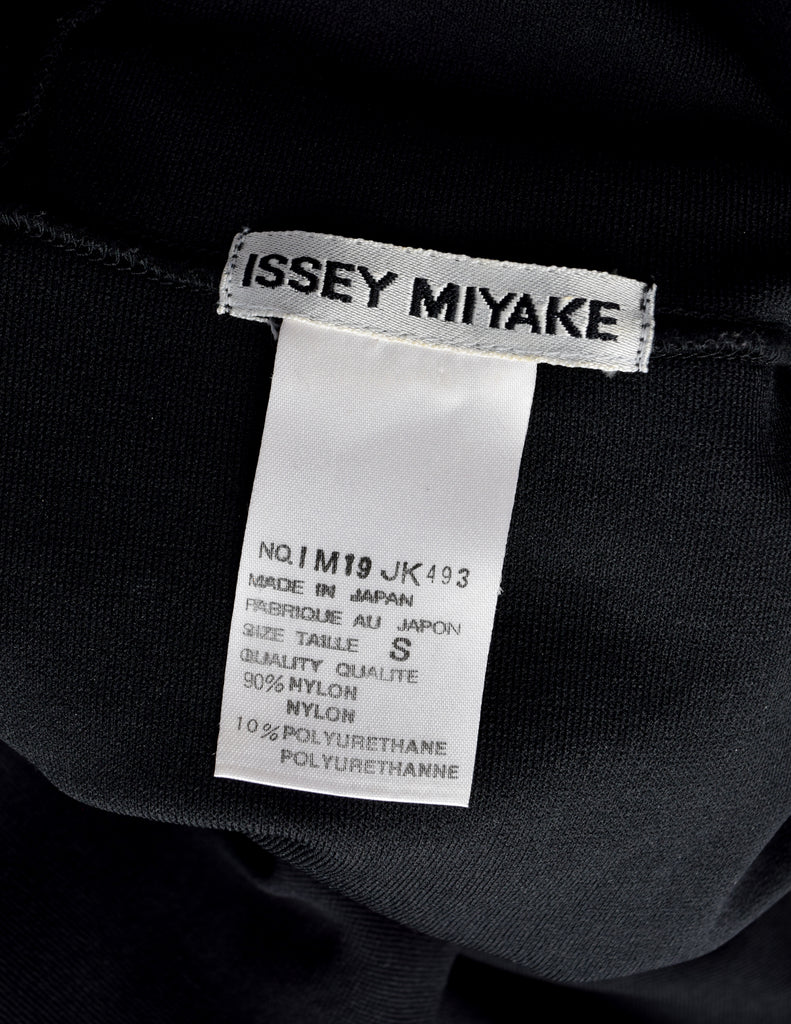 ISSEY MIYAKE
NO. IM19 JK493
MADE IN JAPAN
FABRIQUE AU JAPON
SIZE TAILLE S
QUALITY QUALITE
90% NYLON
NYLON
10% POLYURETHANE
POLYURETHANNE